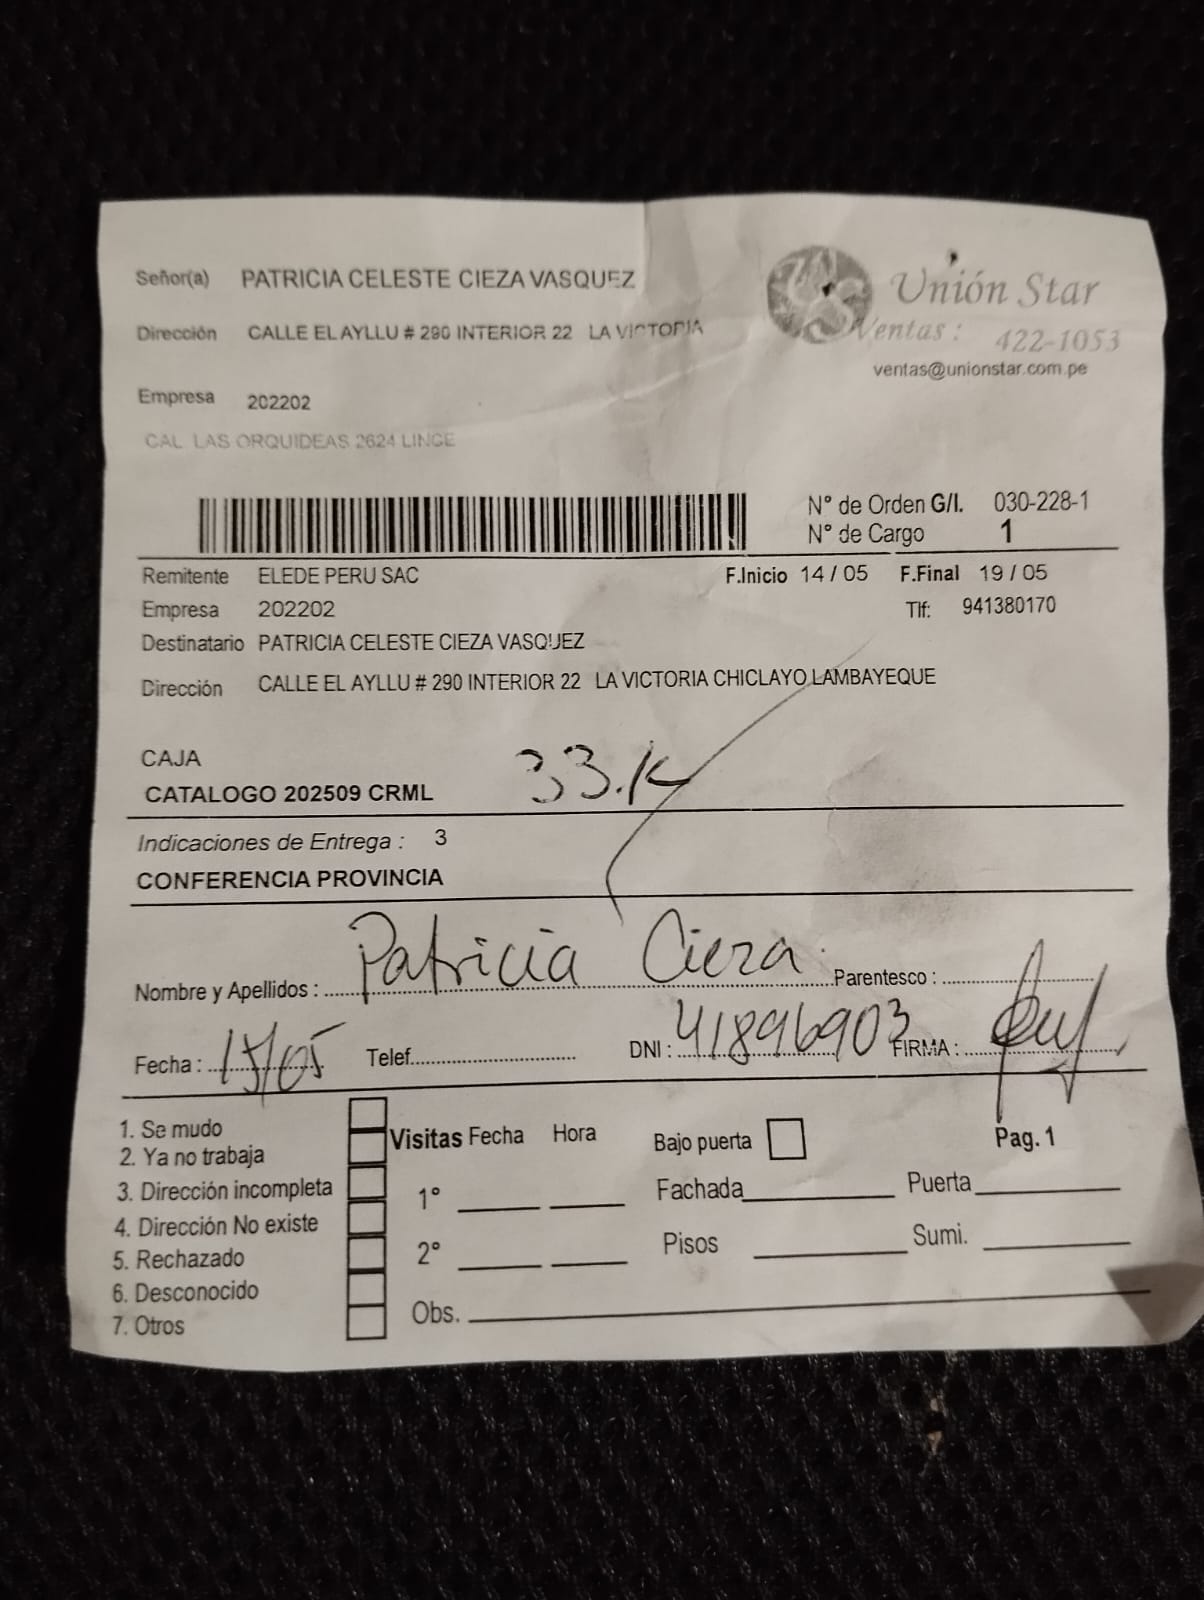 Señor(a) PATRICIA CELESTE CIEZA VASQUEZ
Unión Star
Dirección CALLE EL AYLLU # 290 INTERIOR 22 LA VICTORIA
Ventas : 422-1053
ventas@unionstar.com.pe
Empresa 202202
CAL LAS ORQUIDEAS 2624 LINCE
N° de Orden G/I. 030-228-1
N° de Cargo 1
Remitente ELEDE PERU SAC F.Inicio 14 / 05 F.Final 19 / 05
Empresa 202202 Tlf: 941380170
Destinatario PATRICIA CELESTE CIEZA VASQUEZ
Dirección CALLE EL AYLLU # 290 INTERIOR 22 LA VICTORIA CHICLAYO LAMBAYEQUE
CAJA
CATALOGO 202509 CRML 33.K
Indicaciones de Entrega : 3
CONFERENCIA PROVINCIA
Nombre y Apellidos : Patricia Cieza Parentesco :
Fecha : 15/05 Telef. DNI : 41896903 FIRMA :
1. Se mudo
2. Ya no trabaja
3. Dirección incompleta
4. Dirección No existe
5. Rechazado
6. Desconocido
7. Otros
Visitas Fecha Hora
1°
2°
Obs.
Bajo puerta
Pag. 1
Fachada Puerta
Pisos Sumi.